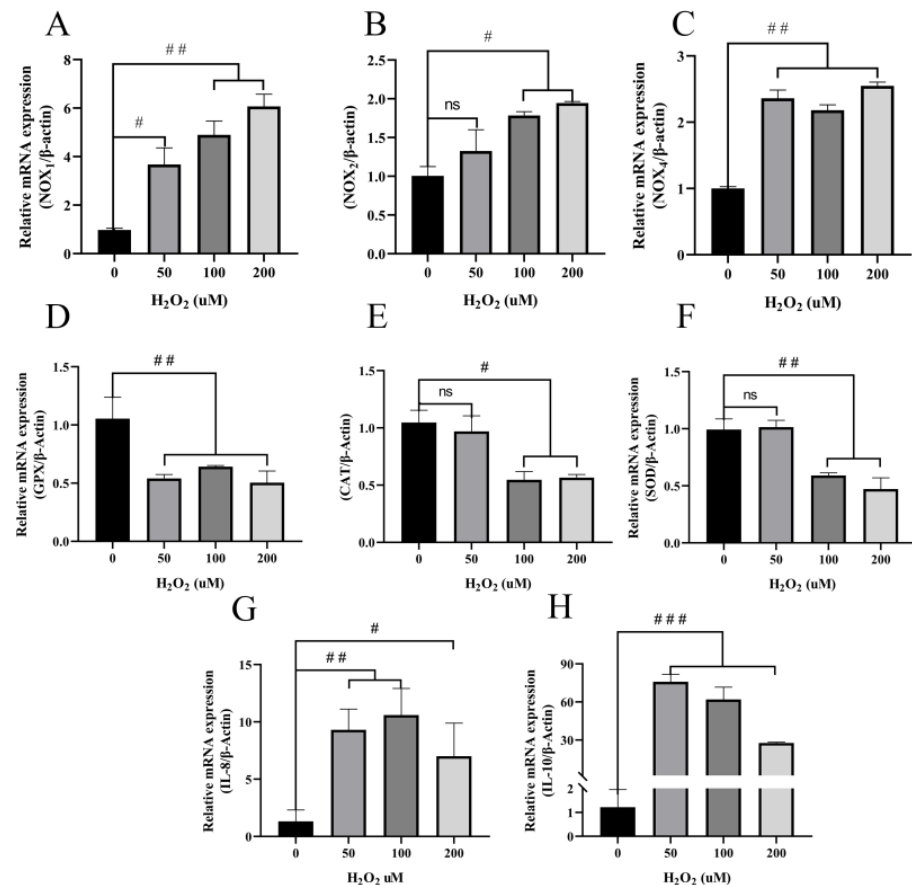 A
B
C
# #
#
# #
#
ns
Relative mRNA expression
(NOX₁/β-actin)
8
6
4
2
0
0 50 100 200
H₂O₂ (uM)
(NOX₂/β-actin)
2.5
2.0
1.5
1.0
0.5
0.0
0 50 100 200
H₂O₂ (uM)
Relative mRNA expression
(NOX₄/β-actin)
3
2
1
0
0 50 100 200
H₂O₂ (uM)
D
E
F
# #
#
ns
# #
ns
Relative mRNA expression
(GPX/β-Actin)
1.5
1.0
0.5
0.0
0 50 100 200
H₂O₂ (uM)
(CAT/β-Actin)
1.5
1.0
0.5
0.0
0 50 100 200
H₂O₂ (uM)
Relative mRNA expression
(SOD/β-Actin)
1.5
1.0
0.5
0.0
0 50 100 200
H₂O₂ (uM)
G
H
#
# #
# # #
Relative mRNA expression
(IL-8/β-Actin)
15
10
5
0
0 50 100 200
H₂O₂ uM
Relative mRNA expression
(IL-10/β-Actin)
90
60
30
2
1
0
0 50 100 200
H₂O₂ (uM)